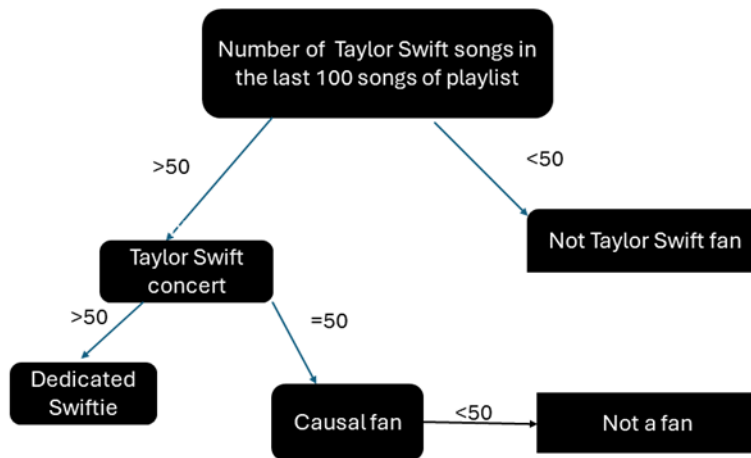 Number of Taylor Swift songs in
the last 100 songs of playlist
>50
<50
Taylor Swift
concert
Not Taylor Swift fan
>50
=50
Dedicated
Swiftie
Causal fan
<50
Not a fan